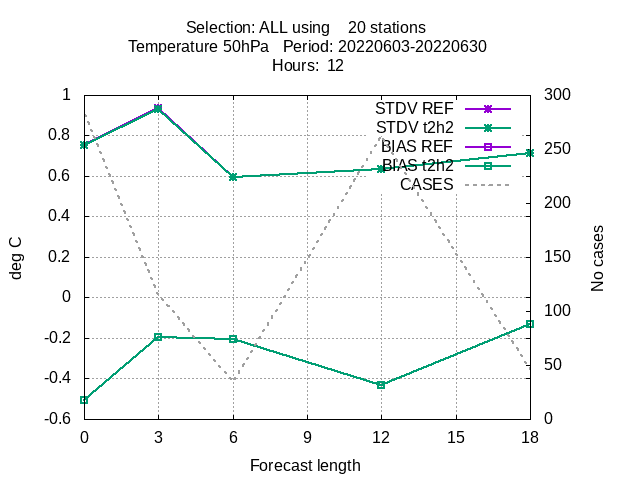 Selection: ALL using    20 stations
Temperature 50hPa   Period: 20220603-20220630
Hours:  12
STDV REF
STDV t2h2
BIAS REF
BIAS t2h2
CASES
1
0.8
0.6
0.4
0.2
0
-0.2
-0.4
-0.6
300
250
200
150
100
50
0
deg C
No cases
0 3 6 9 12 15 18
Forecast length